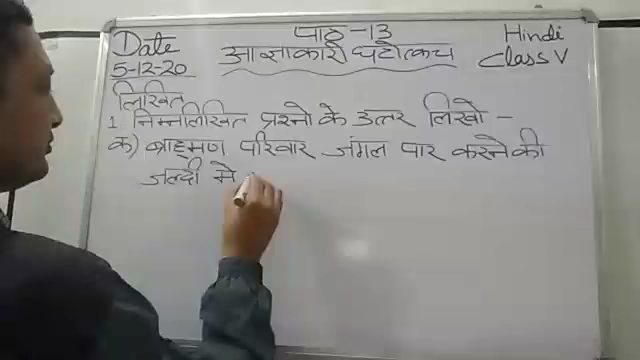 Date
5-12-20
पाठ-13
आज्ञाकारी घटोत्कच
Hindi
Class V
लिखित
1 निम्नलिखित प्रश्नो के उत्तर लिखो -
क) ब्राह्मण परिवार जंगल पार करने की
जल्दी मे